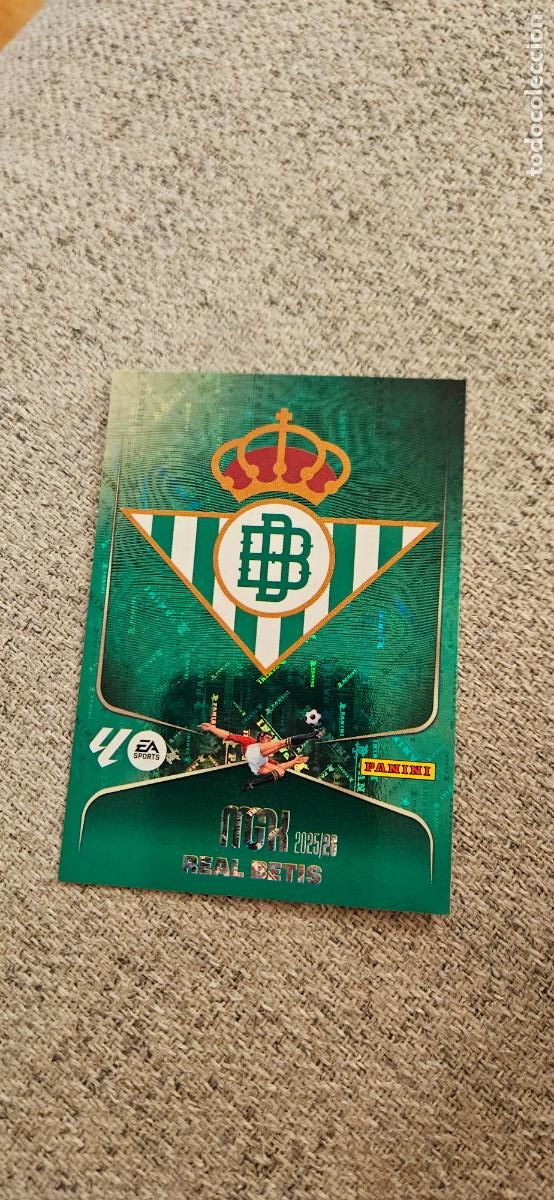 todocoleccion
BB
EA
SPORTS
PANINI
MGK 2025/26
REAL BETIS